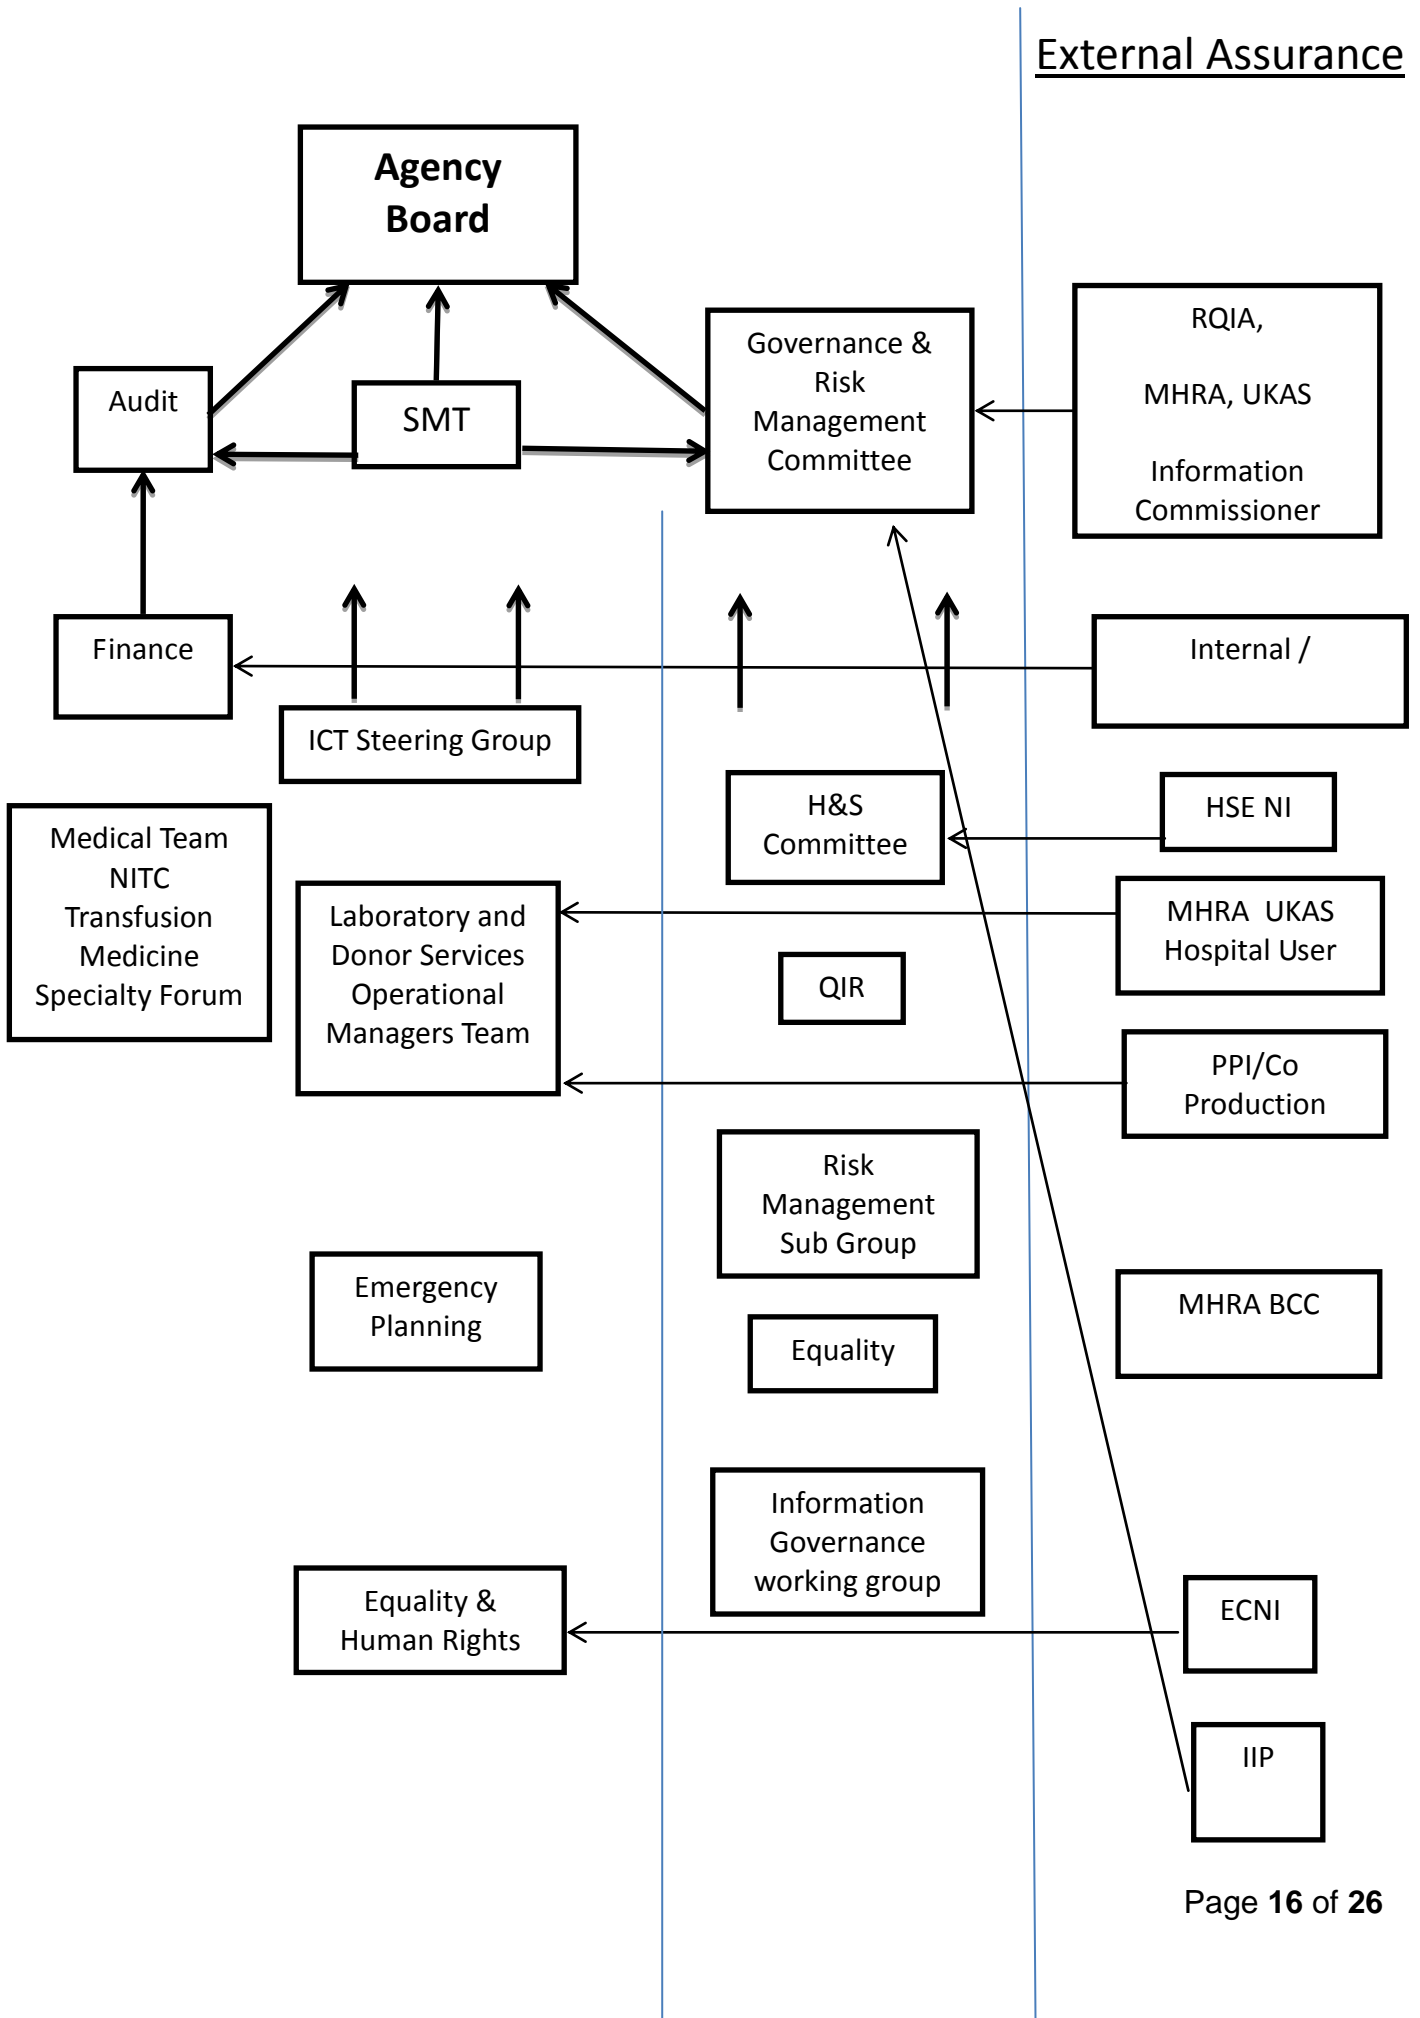 External Assurance
Agency
Board
Audit
SMT
Governance &
Risk
Management
Committee
RQIA,
MHRA, UKAS
Information
Commissioner
Finance
Internal /
ICT Steering Group
Medical Team
NITC
Transfusion
Medicine
Specialty Forum
Laboratory and
Donor Services
Operational
Managers Team
H&S
Committee
HSE NI
MHRA  UKAS
Hospital User
QIR
PPI/Co
Production
Risk
Management
Sub Group
Emergency
Planning
Equality
MHRA BCC
Information
Governance
working group
Equality &
Human Rights
ECNI
IIP
Page 16 of 26